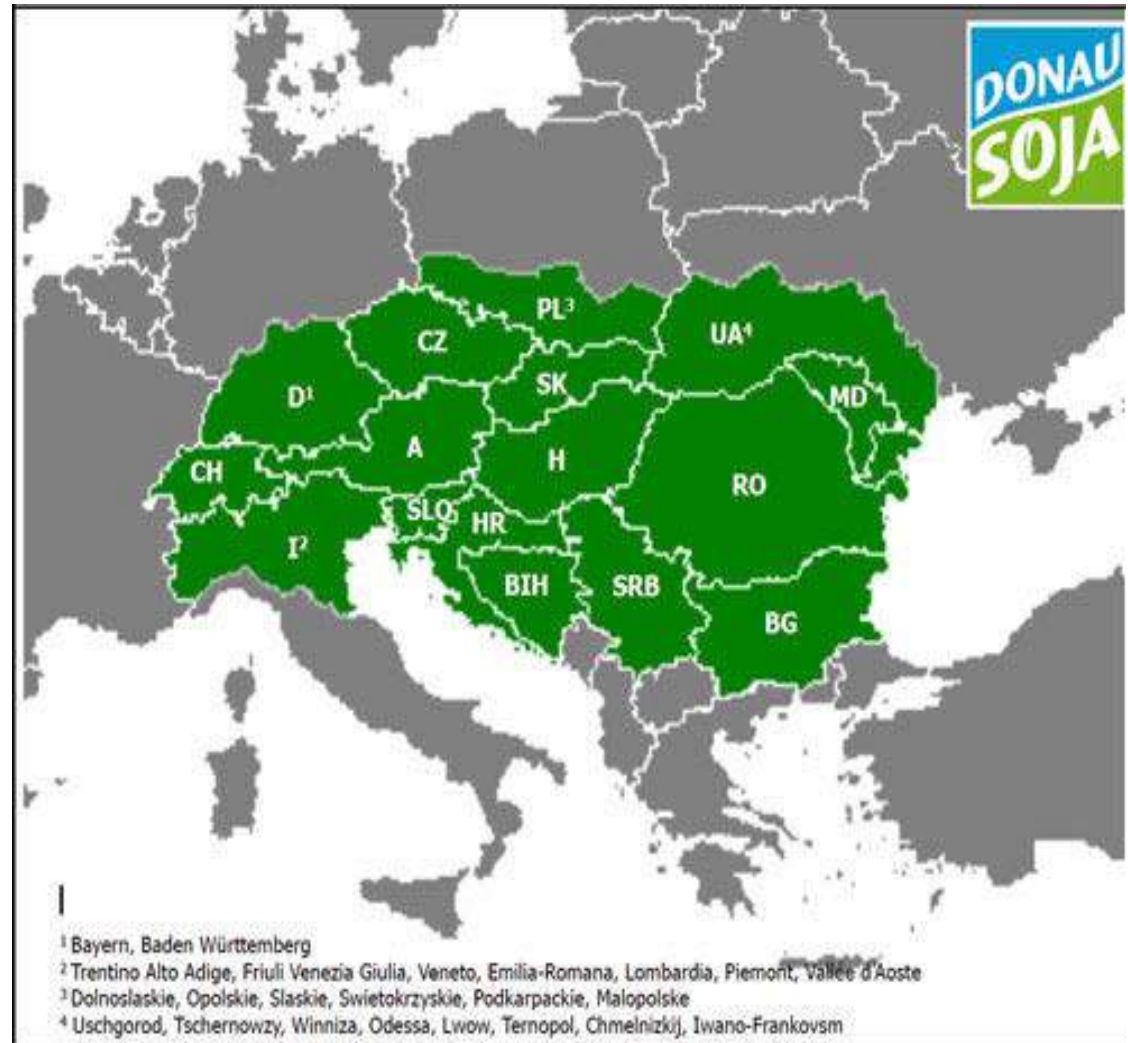 DONAU
SOJA
PL³
CZ
UA⁴
SK
D¹
MD
A
H
CH
RO
SLO
HR
I²
BIH
SRB
BG
¹ Bayern, Baden Württemberg
² Trentino Alto Adige, Friuli Venezia Giulia, Veneto, Emilia-Romana, Lombardia, Piemont, Vallée d'Aoste
³ Dolnoslaskie, Opolskie, Slaskie, Swietokrzyskie, Podkarpackie, Malopolske
⁴ Uschgorod, Tschernowzy, Winniza, Odessa, Lwow, Ternopol, Chmelnizkij, Iwano-Frankovsm